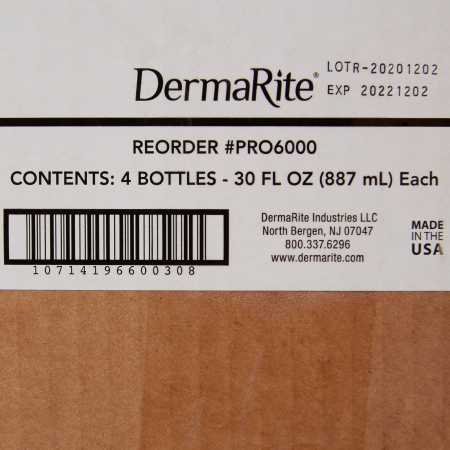 DermaRite®
LOTR-20201202
EXP 20221202
REORDER #PRO6000
CONTENTS: 4 BOTTLES - 30 FL OZ (887 mL) Each
10714196600308
DermaRite Industries LLC
North Bergen, NJ 07047
800.337.6296
www.dermarite.com
MADE
IN THE
USA